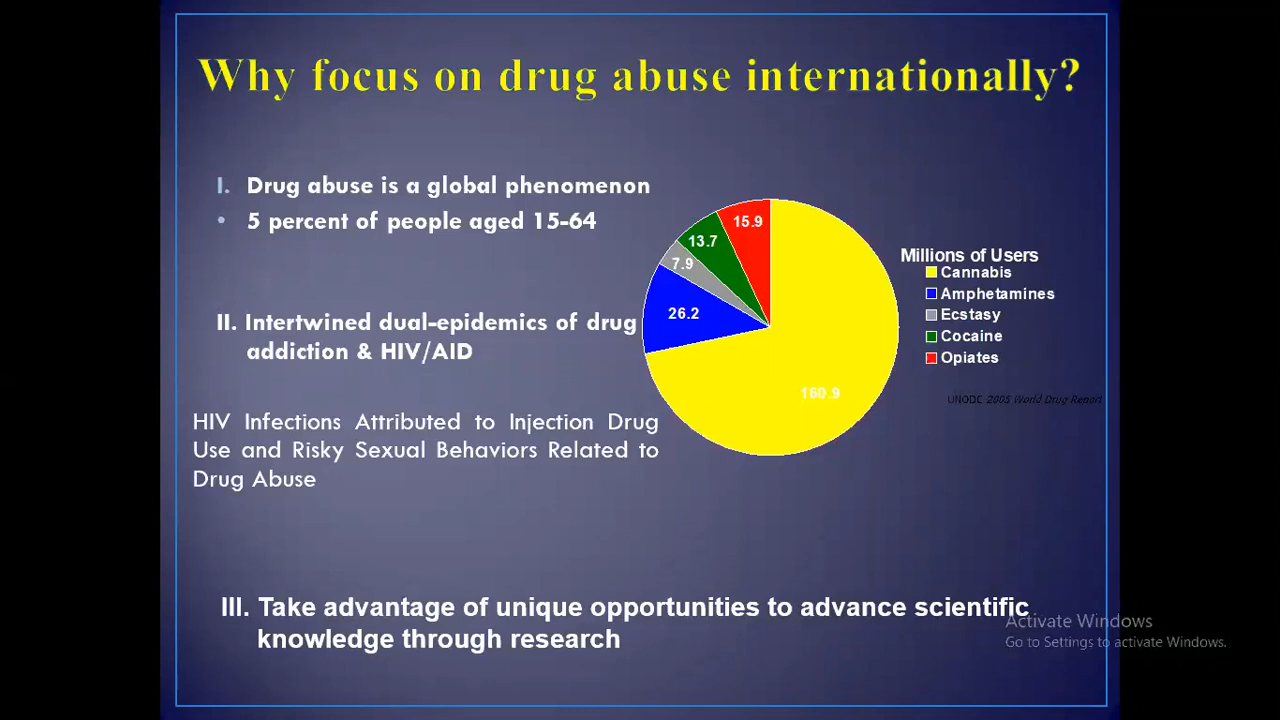 Why focus on drug abuse internationally?
I. Drug abuse is a global phenomenon
• 5 percent of people aged 15-64
II. Intertwined dual-epidemics of drug
addiction & HIV/AID
HIV Infections Attributed to Injection Drug
Use and Risky Sexual Behaviors Related to
Drug Abuse
15.9
13.7
7.9
26.2
160.9
Millions of Users
Cannabis
Amphetamines
Ecstasy
Cocaine
Opiates
UNODC 2005 World Drug Report
III. Take advantage of unique opportunities to advance scientific
knowledge through research
Activate Windows
Go to Settings to activate Windows.